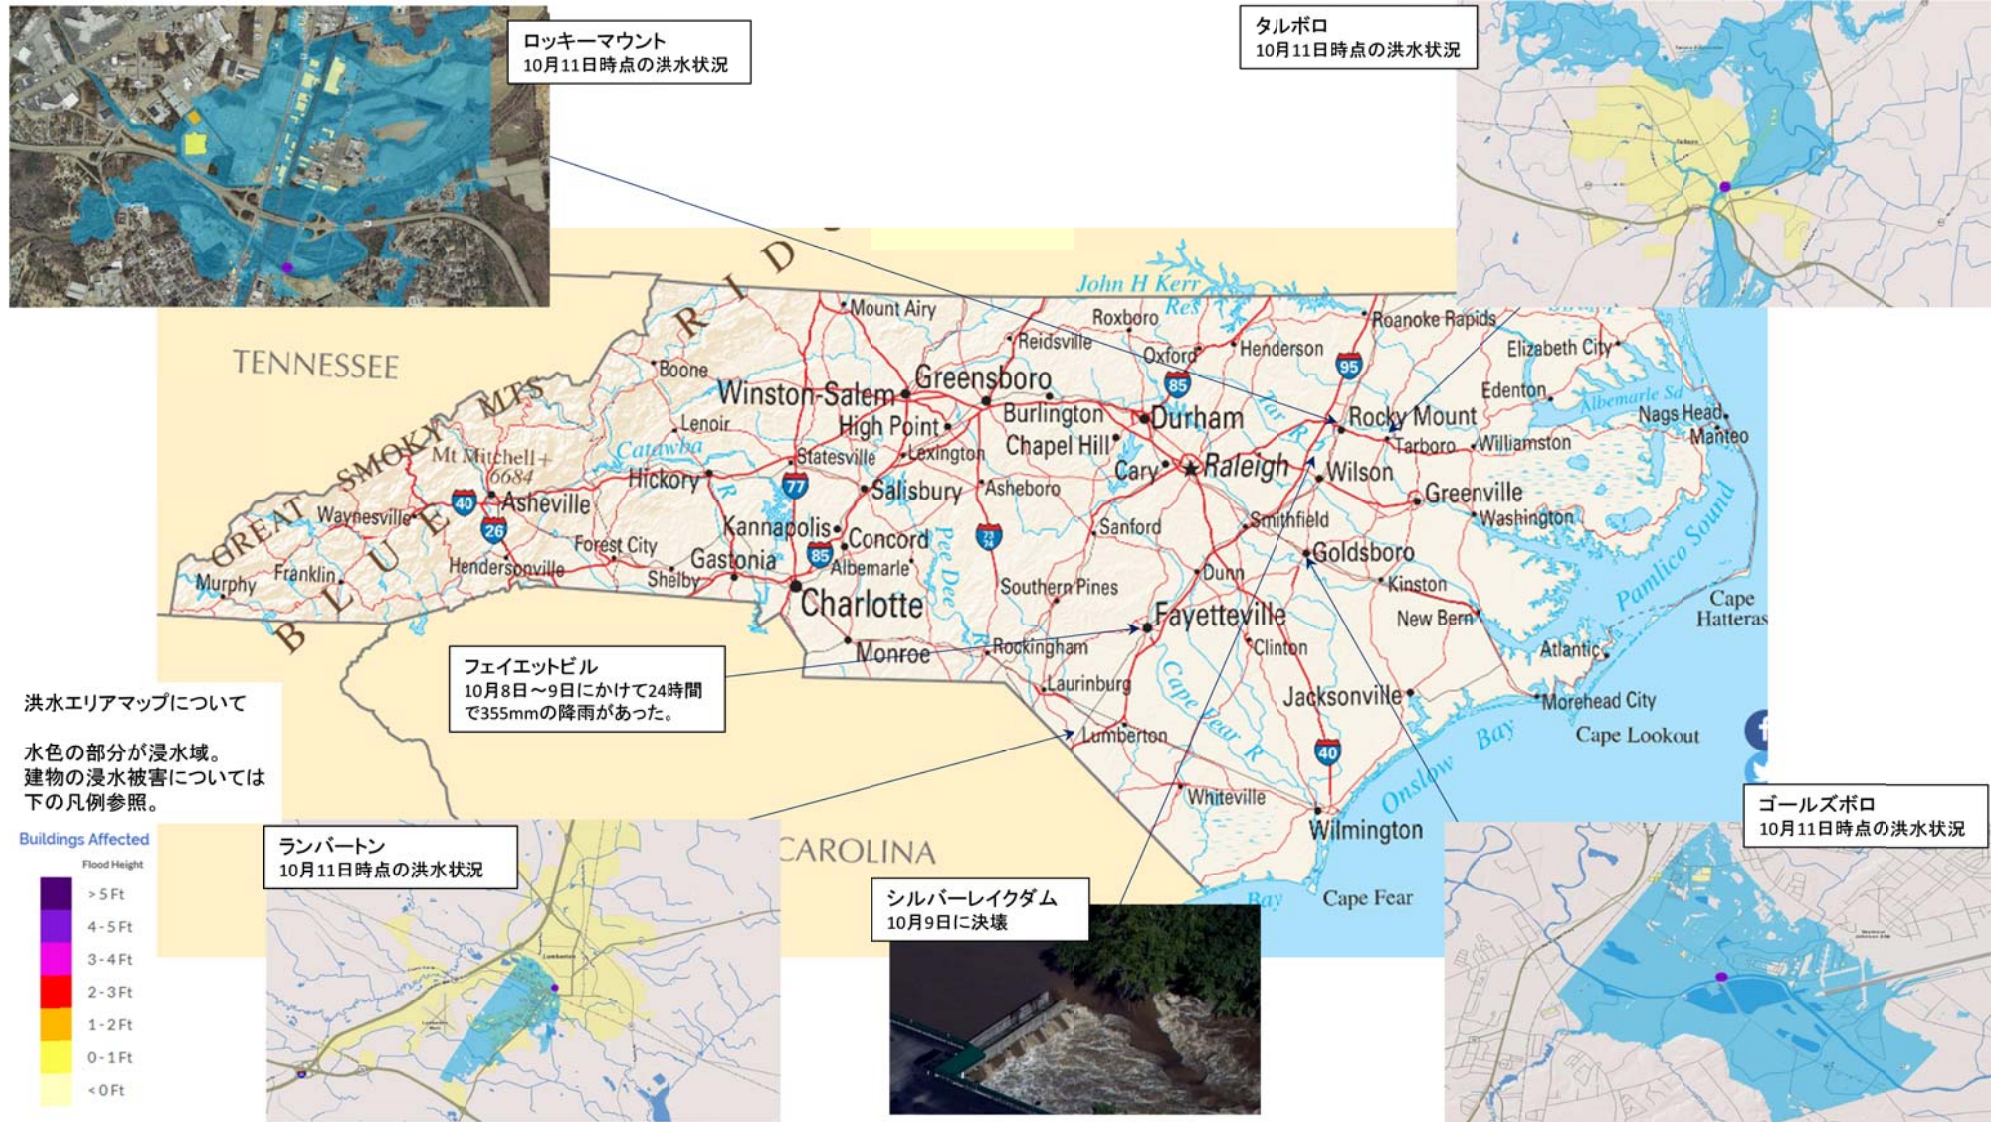 ロッキーマウント
10月11日時点の洪水状況
タルボロ
10月11日時点の洪水状況
TENNESSEE
GREAT SMOKY MTS
BLUE RID
Mount Airy
John H Kerr
Res
Roxboro
Roanoke Rapids
Reidsville
Oxford
Henderson
Elizabeth City
Boone
95
85
Winston-Salem
Greensboro
Edenton
Albemarle Sd
Nags Head
Manteo
Burlington
Durham
Tar R
Rocky Mount
Lenoir
High Point
Chapel Hill
Tarboro
Williamston
Catawba
R
Mt Mitchell
6684
Statesville
Lexington
Cary
Raleigh
Wilson
Hickory
77
40
Asheville
Salisbury
Asheboro
Greenville
Waynesville
26
Kannapolis
Concord
73
74
Sanford
Smithfield
Washington
Forest City
Gastonia
85
Albemarle
Pee Dee
R
Goldsboro
Pamlico Sound
Murphy
Franklin
Hendersonville
Shelby
Charlotte
Southern Pines
Dunn
Kinston
Cape
Hatteras
Fayetteville
New Bern
Monroe
Rockingham
Clinton
Atlantic
フェイエットビル
10月8日～9日にかけて24時間
で355mmの降雨があった。
Laurinburg
Cape Fear R
Jacksonville
Morehead City
Lumberton
Cape Lookout
40
Onslow Bay
Whiteville
Wilmington
CAROLINA
Bay
Cape Fear
洪水エリアマップについて
水色の部分が浸水域。
建物の浸水被害については
下の凡例参照。
Buildings Affected
Flood Height
> 5 Ft
4 - 5 Ft
3 - 4 Ft
2 - 3 Ft
1 - 2 Ft
0 - 1 Ft
< 0 Ft
ランバートン
10月11日時点の洪水状況
Lumberton
シルバーレイクダム
10月9日に決壊
ゴールズボロ
10月11日時点の洪水状況